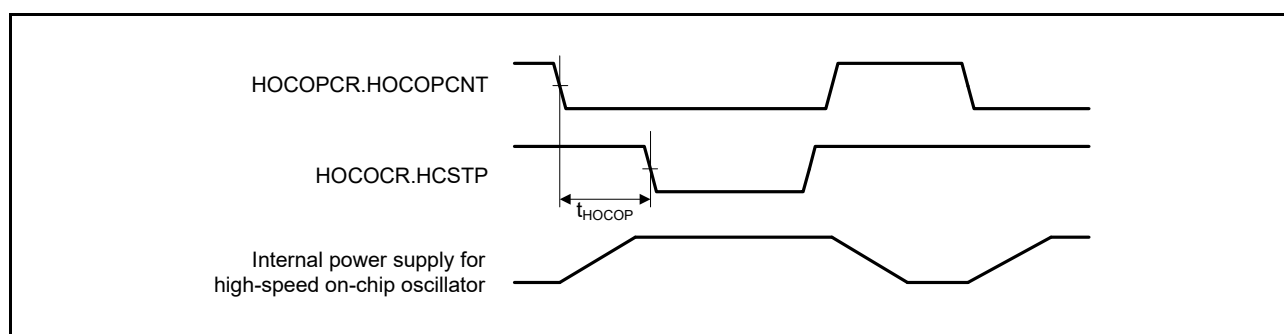 HOCOPCR.HOCOPCNT
HOCOCR.HCSTP
tHOCOP
Internal power supply for
high-speed on-chip oscillator